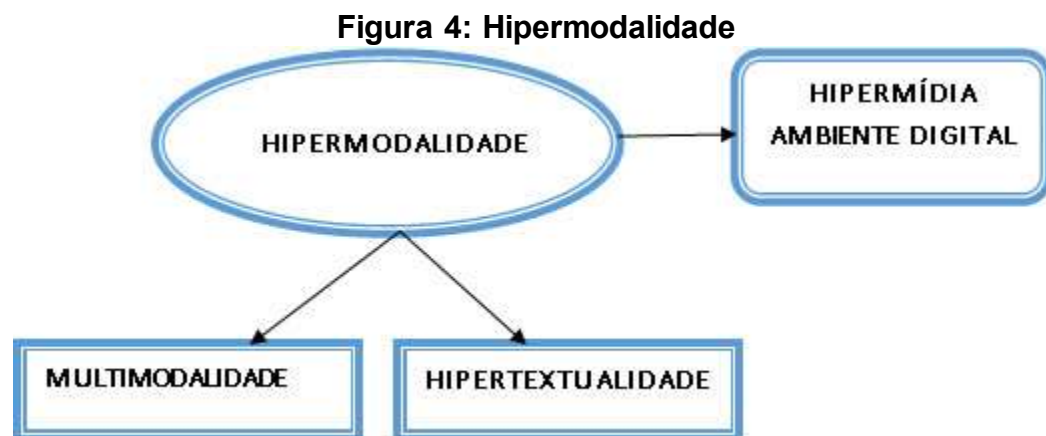 Figura 4: Hipermodalidade
HIPERMODALIDADE
HIPERMÍDIA
AMBIENTE DIGITAL
MULTIMODALIDADE
HIPERTEXTUALIDADE